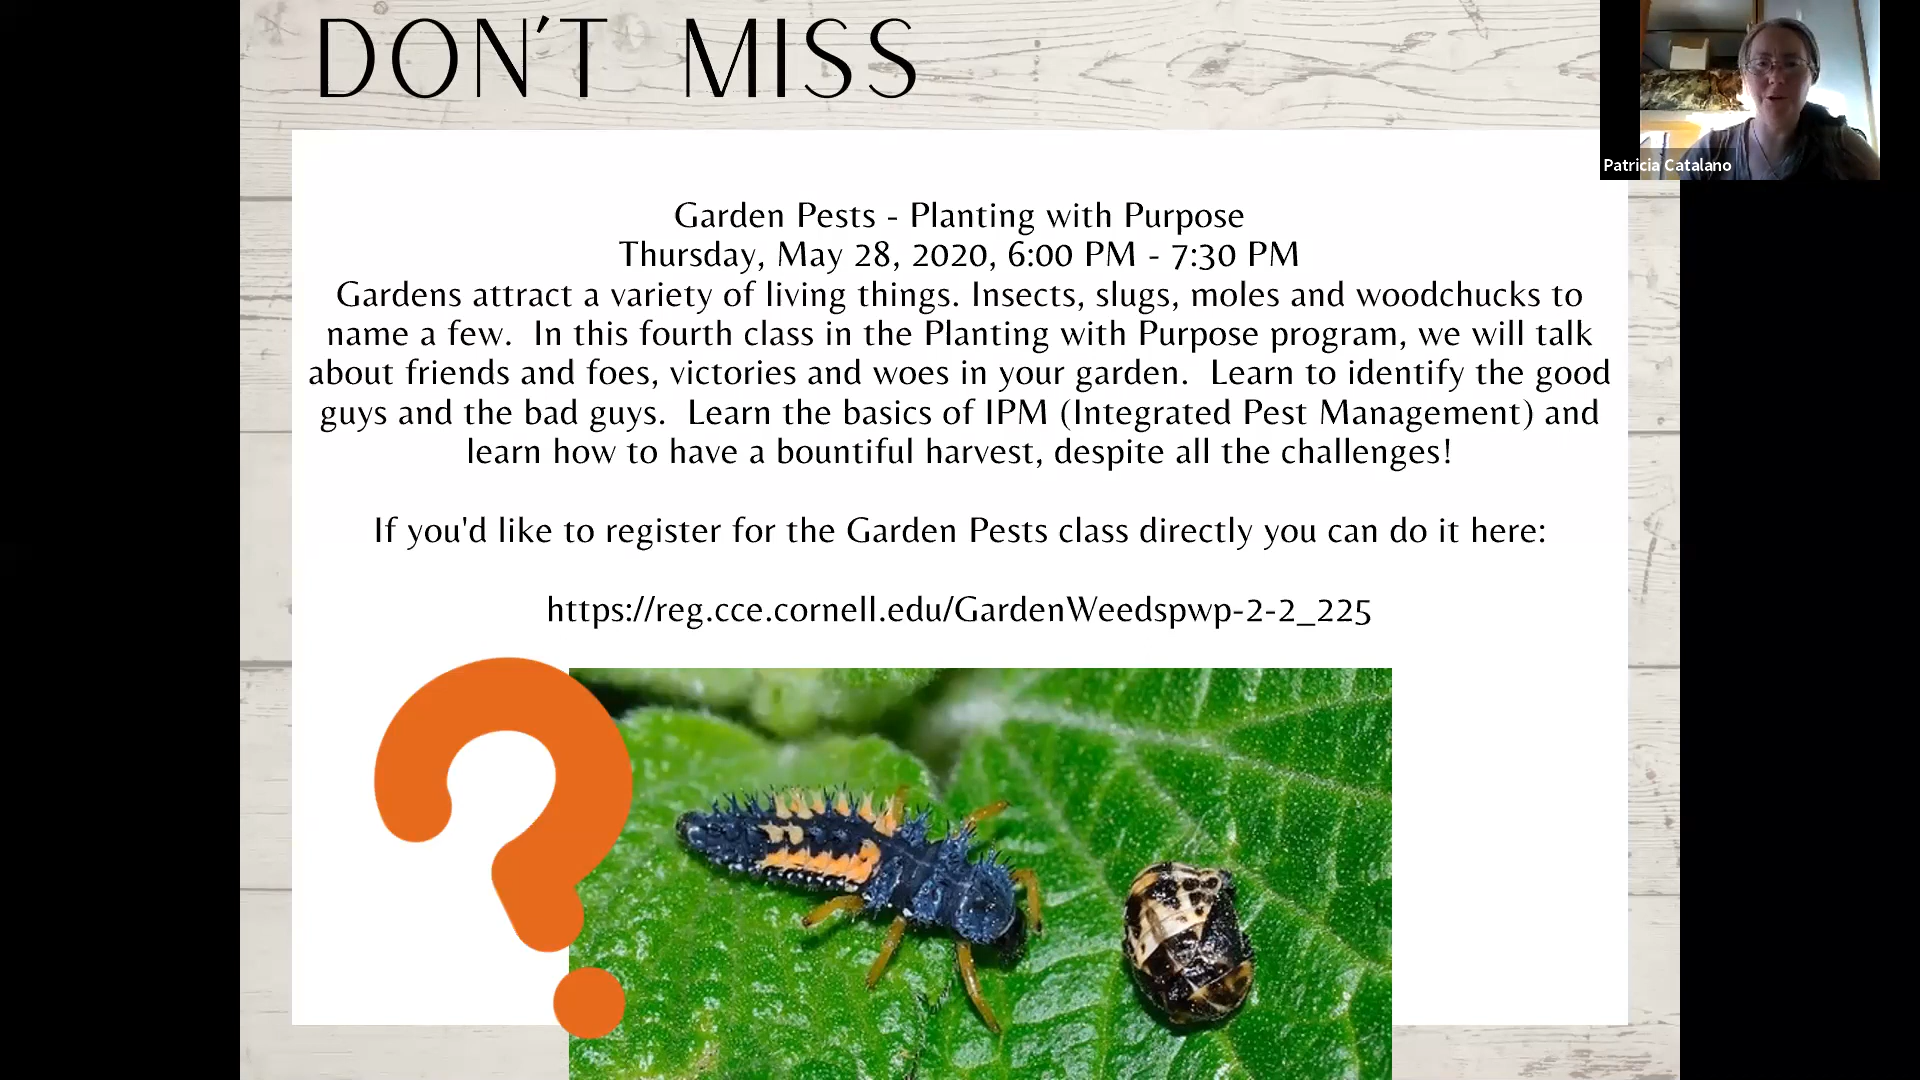 DON'T MISS
Patricia Catalano
Garden Pests - Planting with Purpose
Thursday, May 28, 2020, 6:00 PM - 7:30 PM
Gardens attract a variety of living things. Insects, slugs, moles and woodchucks to
name a few.  In this fourth class in the Planting with Purpose program, we will talk
about friends and foes, victories and woes in your garden.  Learn to identify the good
guys and the bad guys.  Learn the basics of IPM (Integrated Pest Management) and
learn how to have a bountiful harvest, despite all the challenges!
If you'd like to register for the Garden Pests class directly you can do it here:
https://reg.cce.cornell.edu/GardenWeedspwp-2-2_225
?